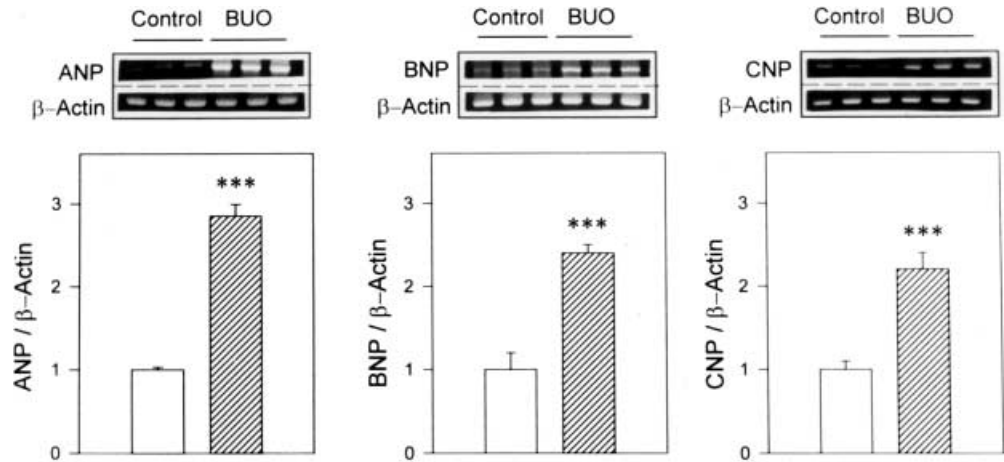 Control BUO
ANP
β–Actin
ANP / β–Actin
3
2
1
0
***
Control BUO
BNP
β–Actin
BNP / β–Actin
3
2
1
0
***
Control BUO
CNP
β–Actin
CNP / β–Actin
3
2
1
0
***